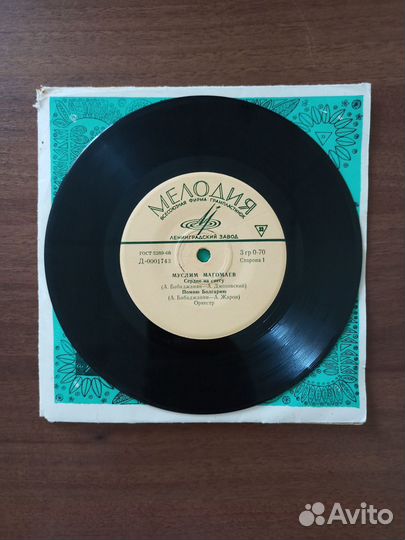 МЕЛОДИЯ
ВСЕСОЮЗНАЯ ФИРМА ГРАМПЛАСТИНОК
ЛЕНИНГРАДСКИЙ ЗАВОД
ГОСТ 5289-68
Д-0001743
3 гр 0-70
Сторона 1
МУСЛИМ МАГОМАЕВ
Сердце на снегу
(А. Бабаджанян—А. Дмоховский)
Помню Болгарию
(А. Бабаджанян—А. Жаров)
Оркестр
Avito